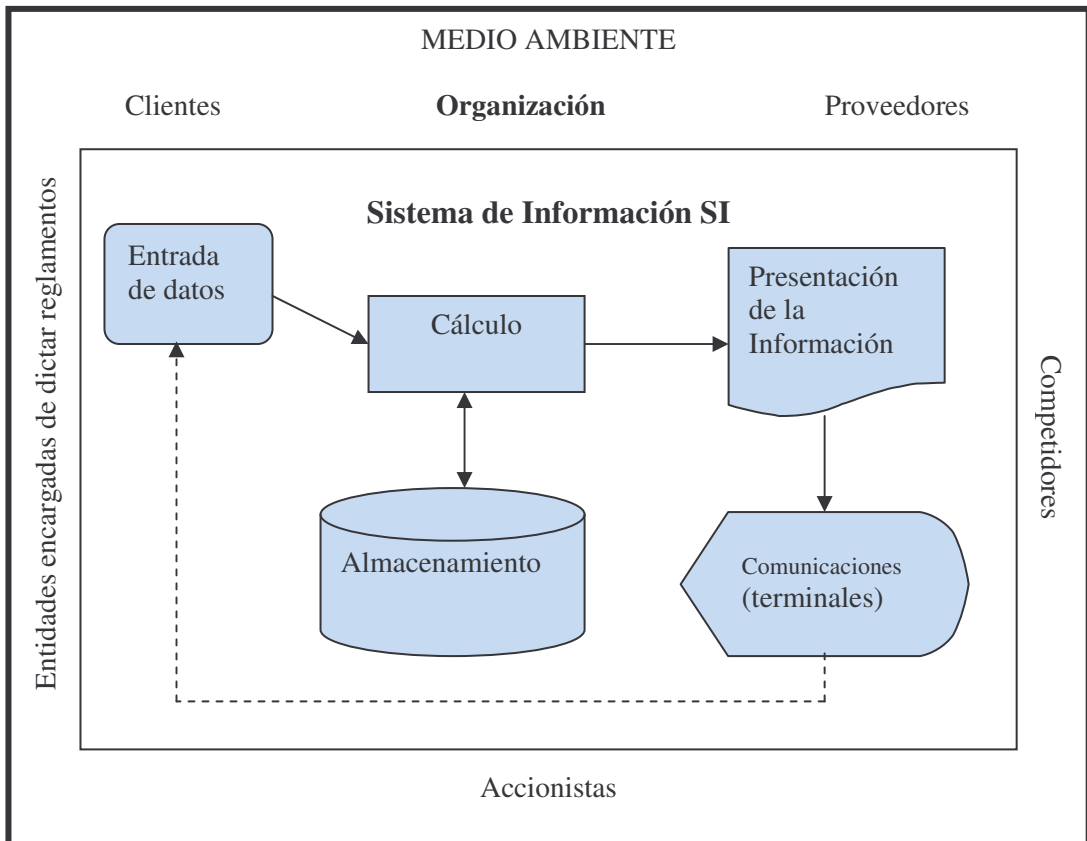 MEDIO AMBIENTE
Clientes
Organización
Proveedores
Entidades encargadas de dictar reglamentos
Sistema de Información SI
Entrada
de datos
Cálculo
Presentación
de la
Información
Almacenamiento
Comunicaciones
(terminales)
Competidores
Accionistas